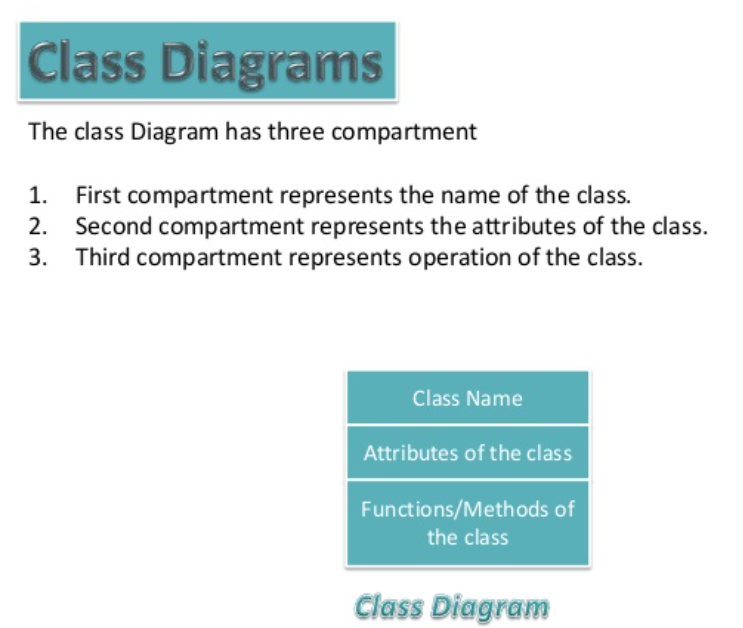 Class Diagrams
The class Diagram has three compartment
1. First compartment represents the name of the class.
2. Second compartment represents the attributes of the class.
3. Third compartment represents operation of the class.
Class Name
Attributes of the class
Functions/Methods of
the class
Class Diagram